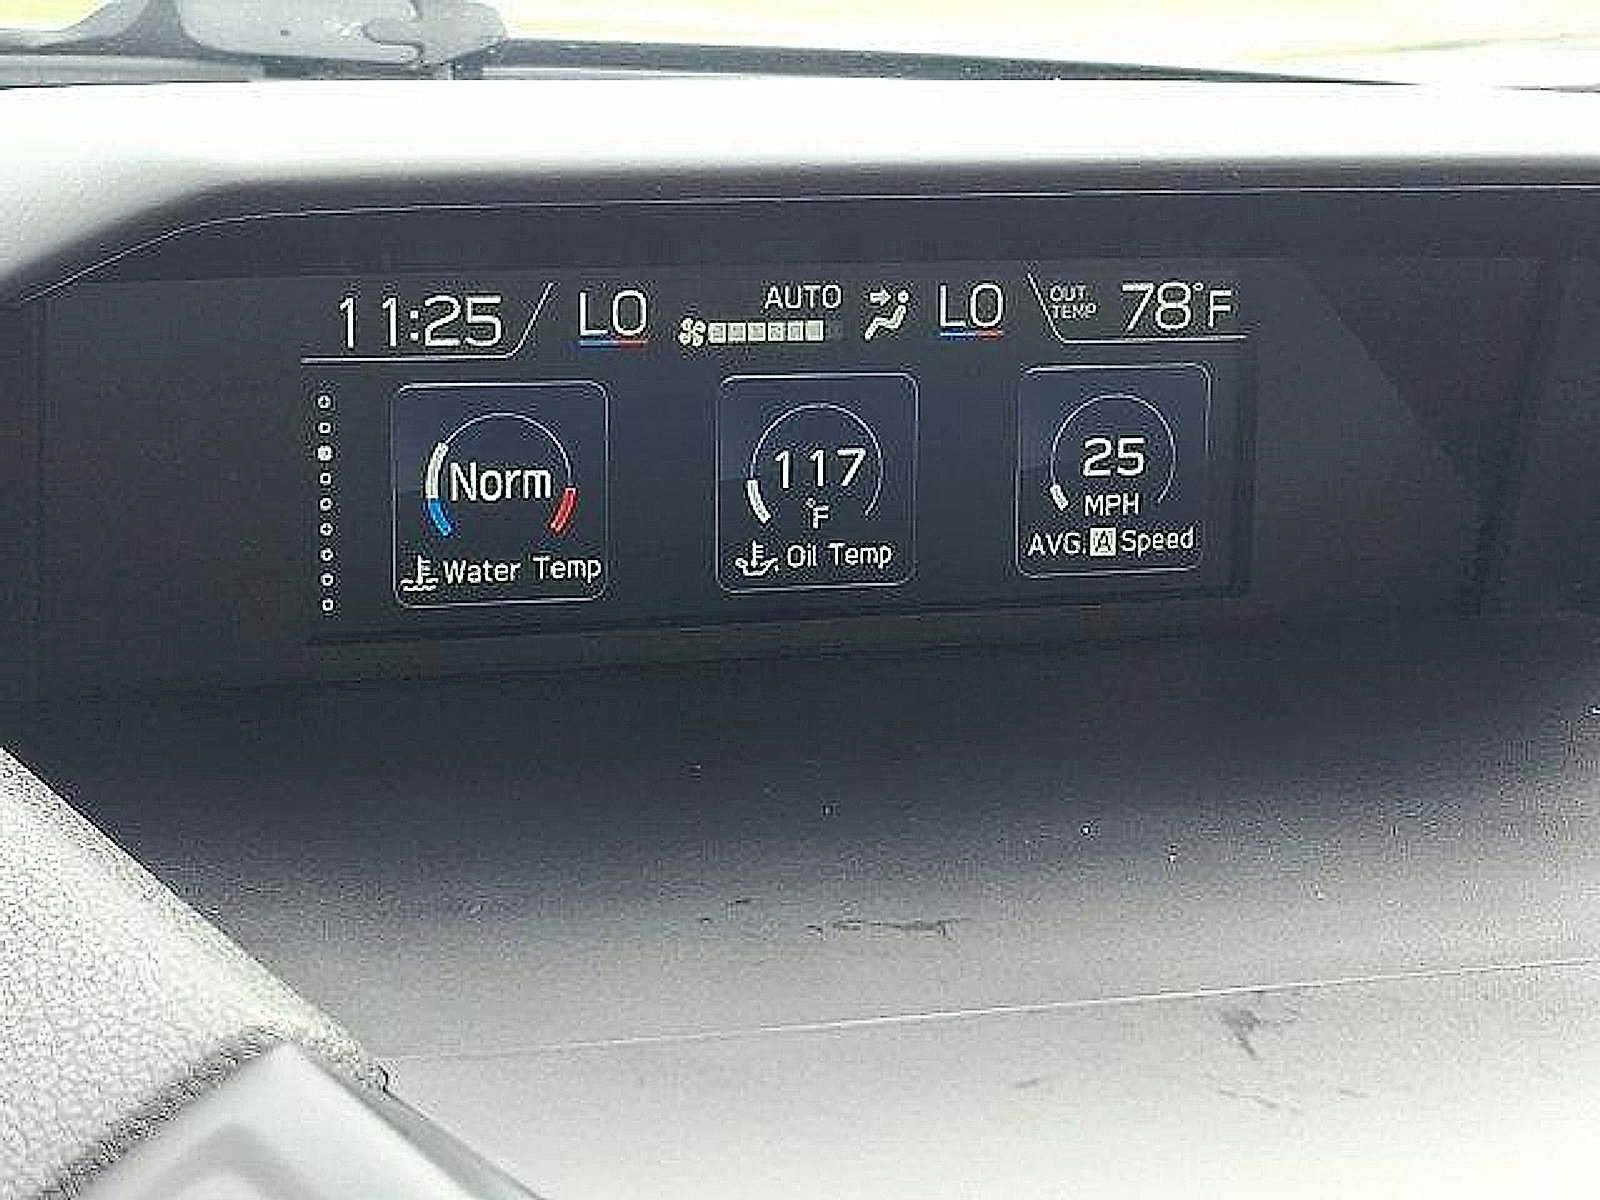 11:25 LO AUTO LO OUT TEMP 78°F
Norm
Water Temp
117
°F
Oil Temp
25
MPH
AVG. A Speed